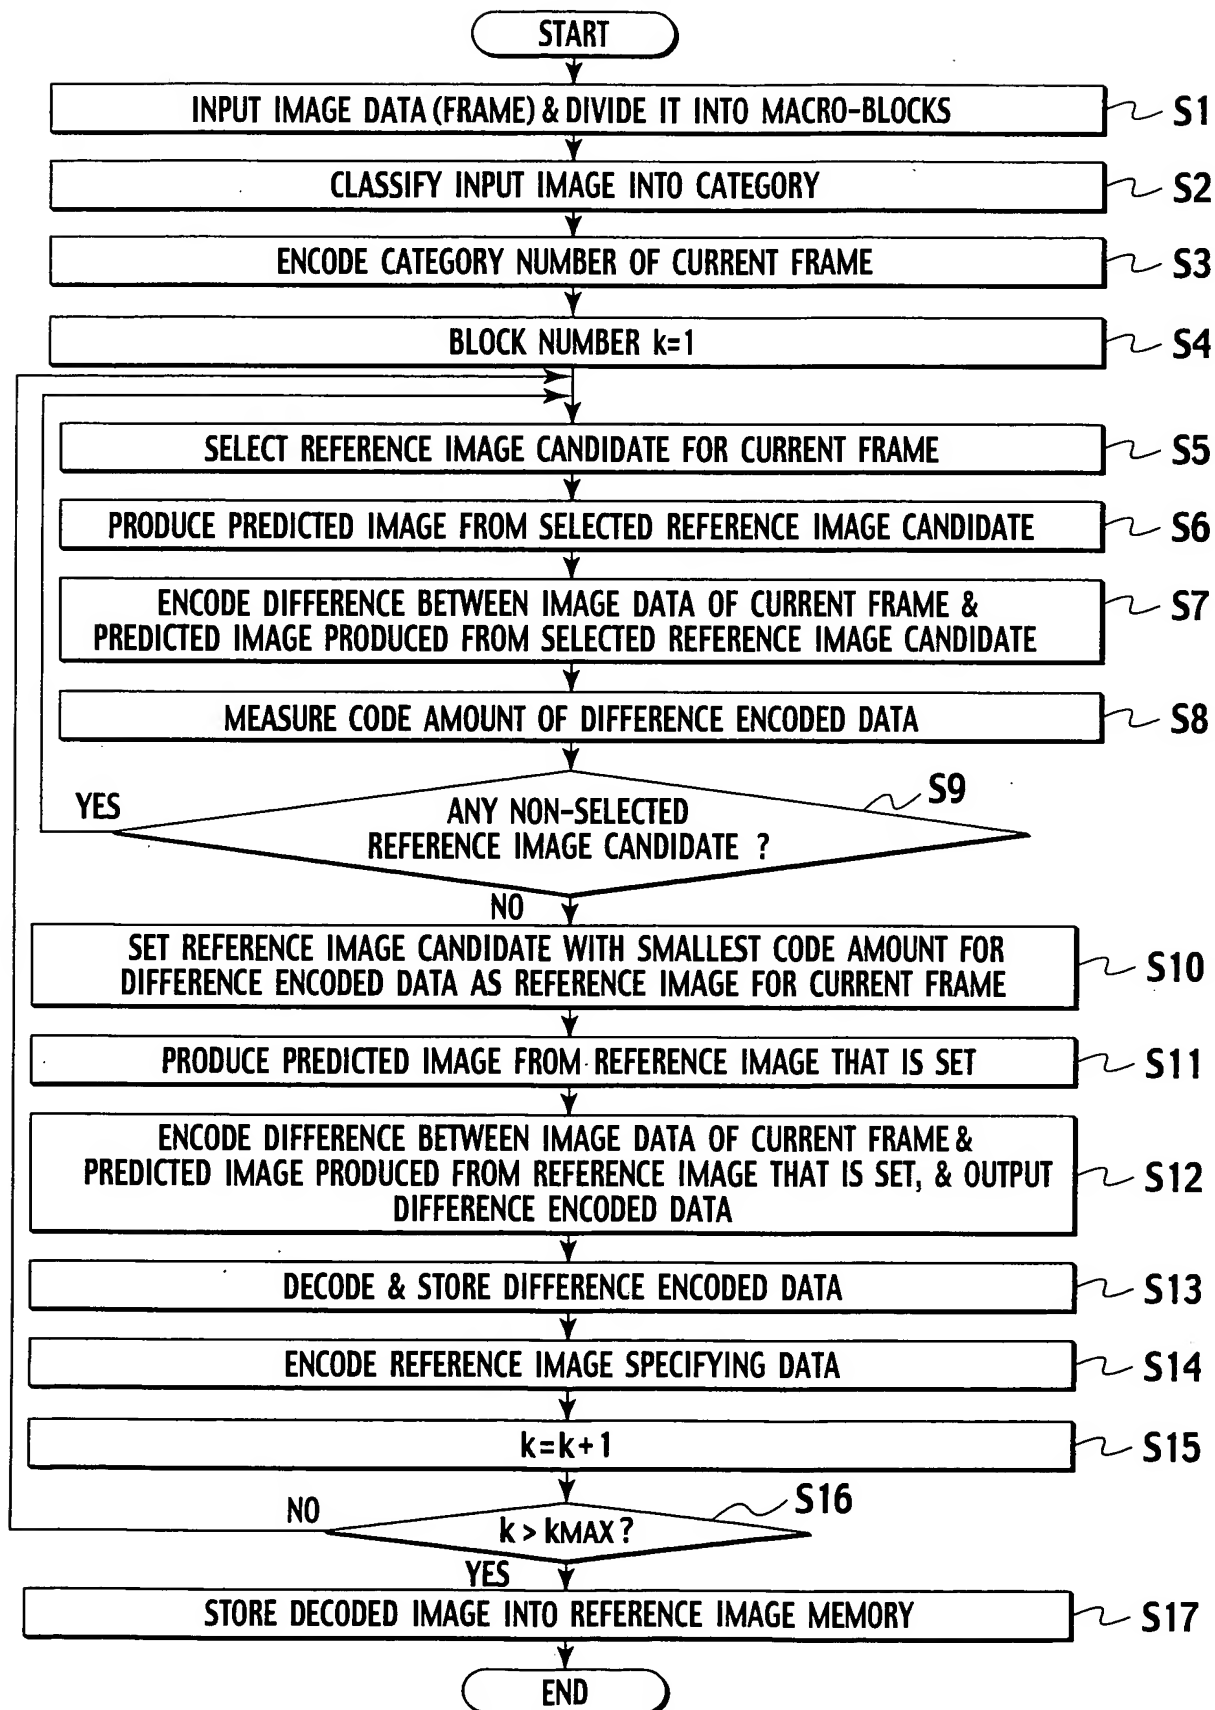 START
INPUT IMAGE DATA (FRAME) & DIVIDE IT INTO MACRO-BLOCKS
S1
CLASSIFY INPUT IMAGE INTO CATEGORY
S2
ENCODE CATEGORY NUMBER OF CURRENT FRAME
S3
BLOCK NUMBER k=1
S4
SELECT REFERENCE IMAGE CANDIDATE FOR CURRENT FRAME
S5
PRODUCE PREDICTED IMAGE FROM SELECTED REFERENCE IMAGE CANDIDATE
S6
ENCODE DIFFERENCE BETWEEN IMAGE DATA OF CURRENT FRAME &
PREDICTED IMAGE PRODUCED FROM SELECTED REFERENCE IMAGE CANDIDATE
S7
MEASURE CODE AMOUNT OF DIFFERENCE ENCODED DATA
S8
YES
ANY NON-SELECTED
REFERENCE IMAGE CANDIDATE ?
S9
NO
SET REFERENCE IMAGE CANDIDATE WITH SMALLEST CODE AMOUNT FOR
DIFFERENCE ENCODED DATA AS REFERENCE IMAGE FOR CURRENT FRAME
S10
PRODUCE PREDICTED IMAGE FROM REFERENCE IMAGE THAT IS SET
S11
ENCODE DIFFERENCE BETWEEN IMAGE DATA OF CURRENT FRAME &
PREDICTED IMAGE PRODUCED FROM REFERENCE IMAGE THAT IS SET, & OUTPUT
DIFFERENCE ENCODED DATA
S12
DECODE & STORE DIFFERENCE ENCODED DATA
S13
ENCODE REFERENCE IMAGE SPECIFYING DATA
S14
k=k+1
S15
NO
k > kMAX ?
S16
YES
STORE DECODED IMAGE INTO REFERENCE IMAGE MEMORY
S17
END